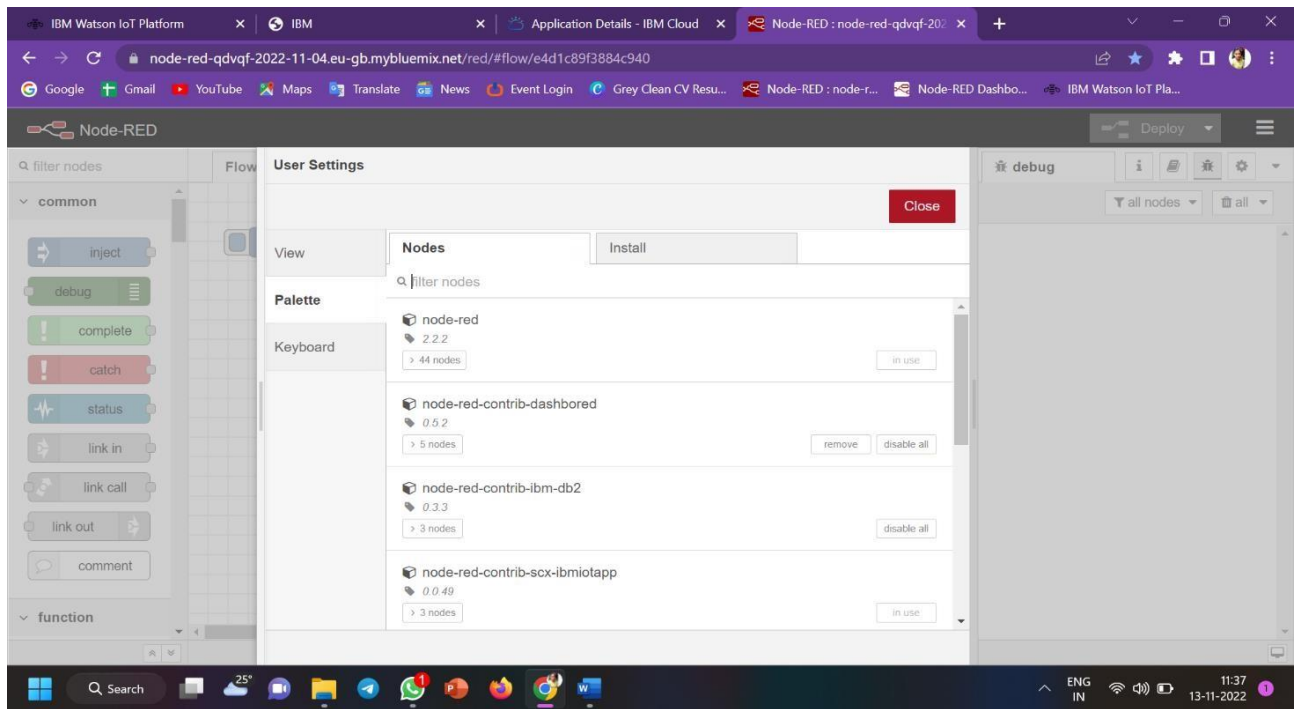 IBM Watson IoT Platform
IBM
Application Details - IBM Cloud
Node-RED : node-red-qdvqf-202
node-red-qdvqf-2022-11-04.eu-gb.mybluemix.net/red/#flow/e4d1c89f3884c940
Google
Gmail
YouTube
Maps
Translate
News
Event Login
Grey Clean CV Resu...
Node-RED : node-r...
Node-RED Dashbo...
IBM Watson IoT Pla...
Node-RED
Deploy
filter nodes
Flow
User Settings
debug
i
all nodes
all
Close
common
inject
debug
complete
catch
status
link in
link call
link out
comment
function
View
Palette
Keyboard
Nodes
Install
filter nodes
node-red
2.2.2
> 44 nodes
in use
node-red-contrib-dashbored
0.5.2
> 5 nodes
remove
disable all
node-red-contrib-ibm-db2
0.3.3
> 3 nodes
disable all
node-red-contrib-scx-ibmiotapp
0.0.49
> 3 nodes
in use
Search
25°
1
ENG
IN
11:37
13-11-2022
1